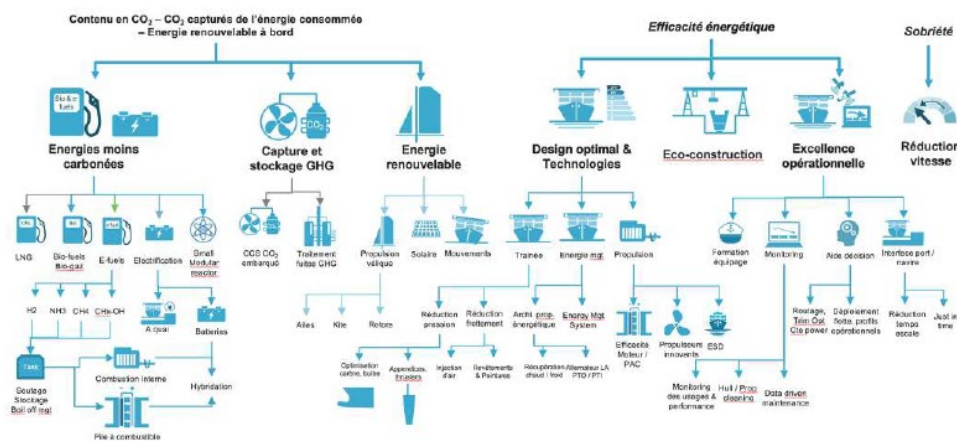 Contenu en CO₂ – CO₂ capturés de l'énergie consommée
– Energie renouvelable à bord
Efficacité énergétique
Sobriété
Bio & e
fuels
CO₂
Energies moins
carbonées
Capture et
stockage GHG
Energie
renouvelable
Design optimal &
Technologies
Eco-construction
Excellence
opérationnelle
Réduction
vitesse
LNG
Bio-fuels
Bio-gaz
E-fuels
Electrification
Small
Modular
reactor
CCS CO₂
embarqué
Traitement
fuites GHG
Propulsion
vélique
Solaire
Mouvements
Trainée
Energie mgt
Propulsion
Formation
équipage
Monitoring
Aide décision
Interface port /
navire
H2
NH3
CH4
CH₃-OH
A quai
Batteries
Ailes
Kite
Rotors
Réduction
pression
Réduction
frottement
Archi. prop.
énergétique
Energy Mgt
System
Efficacité
Moteur /
PAC
Propulseurs
innovants
ESD
Routage,
Trim Opt
Cte power
Déploiement
flotte, profils
opérationnels
Réduction
temps
escale
Just in
time
Tank
Soutage
Stockage
Boil off mgt
Combustion interne
Hybridation
Pile à combustible
Optimisation
carène, bulbe
Appendices,
thrusters
Injection
d'air
Revêtements
& Peintures
Récupération
chaud / froid
Alternateur LA
PTO / PTI
Monitoring
des usages &
performance
Hull / Prop
cleaning
Data driven
maintenance